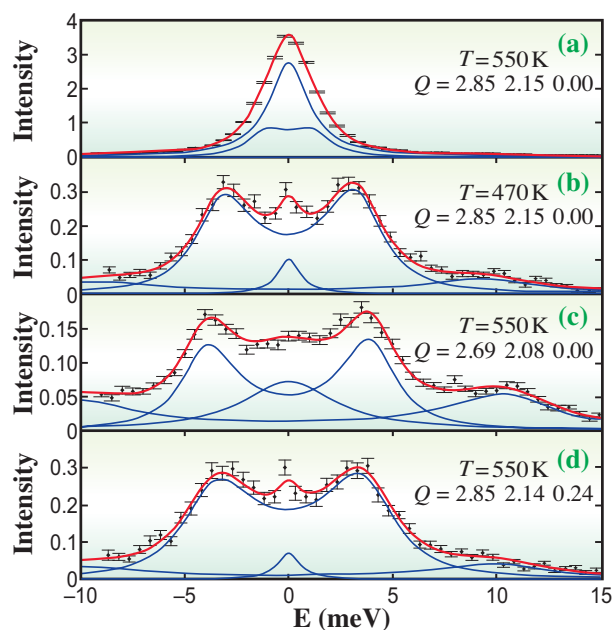 4
3
2
1
0
Intensity
(a)
T=550 K
Q = 2.85 2.15 0.00
0.3
0.2
0.1
0
Intensity
(b)
T=470 K
Q = 2.85 2.15 0.00
0.15
0.10
0.05
0
Intensity
(c)
T=550 K
Q = 2.69 2.08 0.00
0.3
0.2
0.1
0
Intensity
(d)
T=550 K
Q = 2.85 2.14 0.24
−10 −5 0 5 10 15
E (meV)